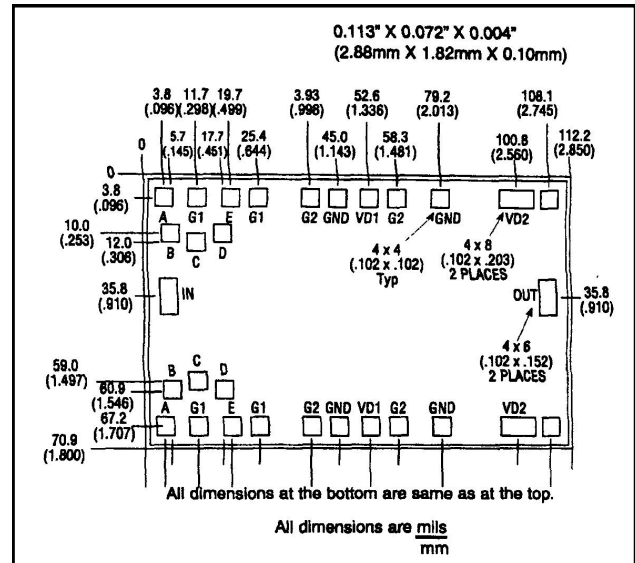 0.113" X 0.072" X 0.004"
(2.88mm X 1.82mm X 0.10mm)
3.8 11.7 19.7 3.93 52.6 79.2 108.1
(.096) (.298) (.499) (.998) (1.336) (2.013) (2.745)
0 5.7 17.7 25.4 45.0 58.3 100.8 112.2
(.145) (.451) (.644) (1.143) (1.481) (2.560) (2.850)
0
3.8
(.096)
A G1 E G1 G2 GND VD1 G2 GND VD2
10.0
(.253)
12.0
(.306)
B C D
4 x 4
(.102 x .102)
Typ
4 x 8
(.102 x .203)
2 PLACES
35.8
(.910)
IN
OUT
35.8
(.910)
4 x 6
(.102 x .152)
2 PLACES
59.0
(1.497)
B C D
60.9
(1.546)
A G1 E G1 G2 GND VD1 G2 GND VD2
67.2
(1.707)
70.9
(1.800)
All dimensions at the bottom are same as at the top.
All dimensions are mils
mm